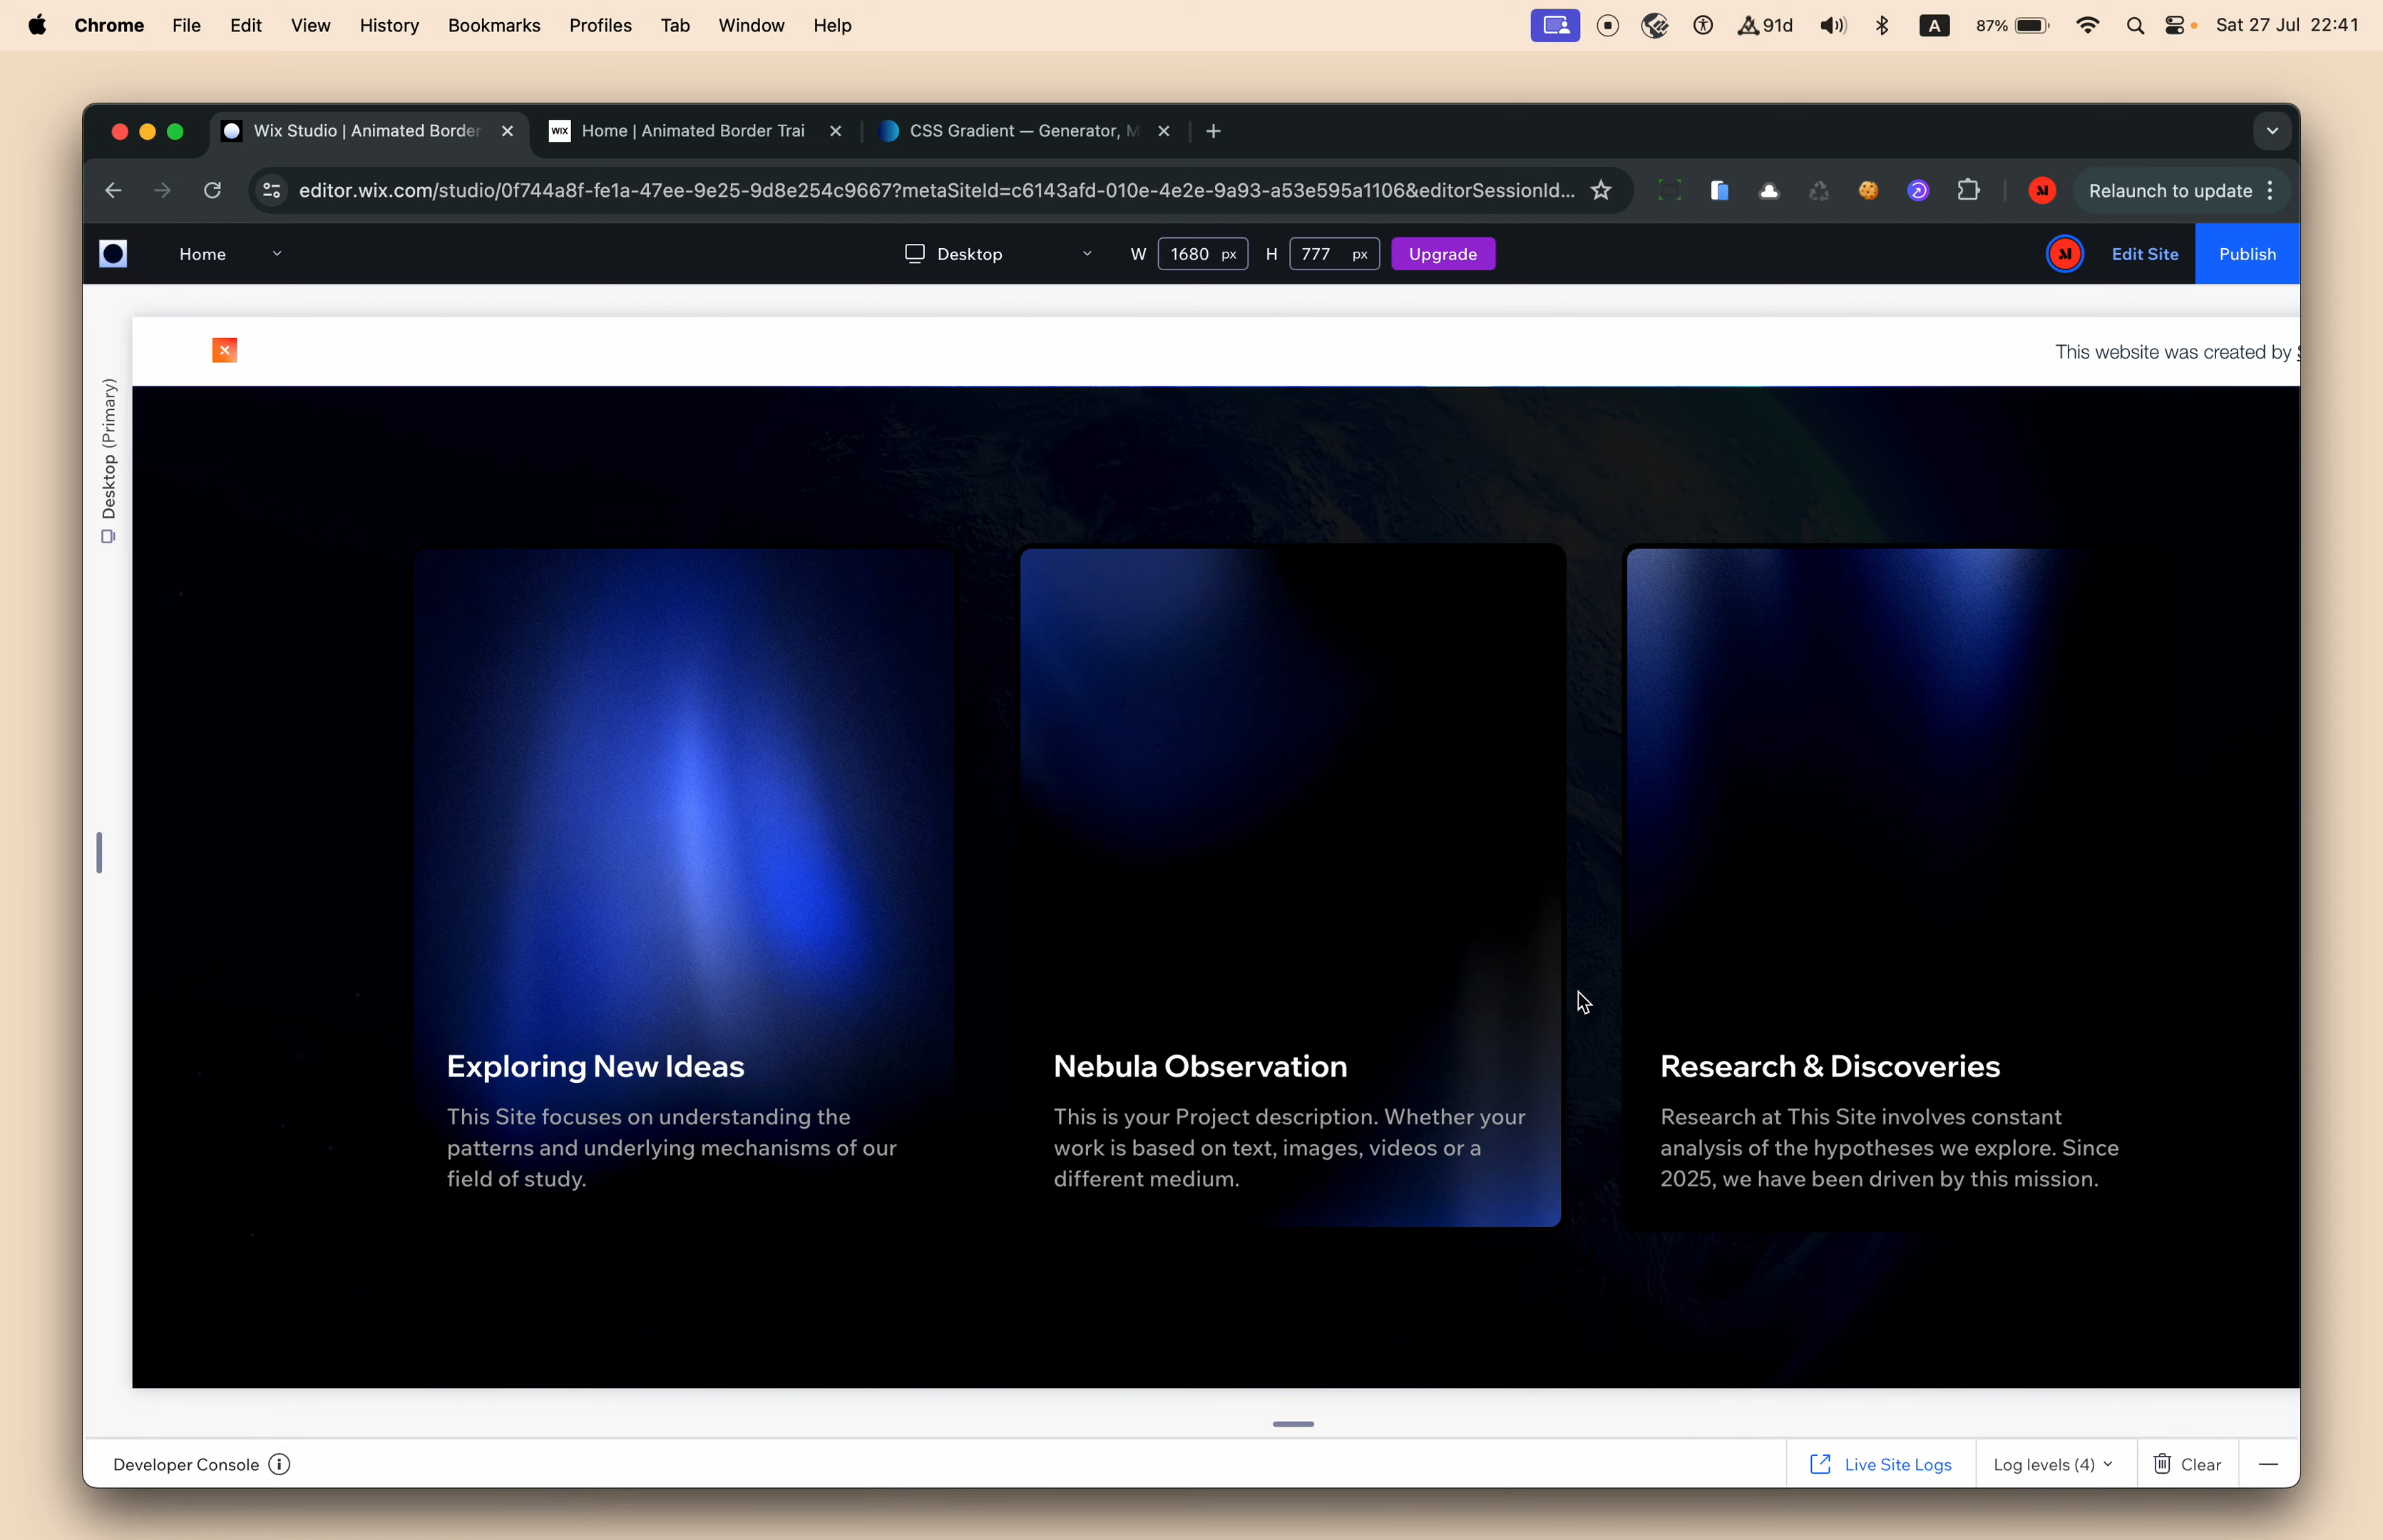 Chrome File Edit View History Bookmarks Profiles Tab Window Help 91d A 87% Sat 27 Jul 22:41
Wix Studio | Animated Border WIX Home | Animated Border Trai CSS Gradient — Generator, M
editor.wix.com/studio/0f744a8f-fe1a-47ee-9e25-9d8e254c9667?metaSiteId=c6143afd-010e-4e2e-9a93-a53e595a1106&editorSessionId... Relaunch to update
Home Desktop W 1680 px H 777 px Upgrade Edit Site Publish
This website was created by
Desktop (Primary)
Exploring New Ideas
This Site focuses on understanding the
patterns and underlying mechanisms of our
field of study.
Nebula Observation
This is your Project description. Whether your
work is based on text, images, videos or a
different medium.
Research & Discoveries
Research at This Site involves constant
analysis of the hypotheses we explore. Since
2025, we have been driven by this mission.
Developer Console Live Site Logs Log levels (4) Clear